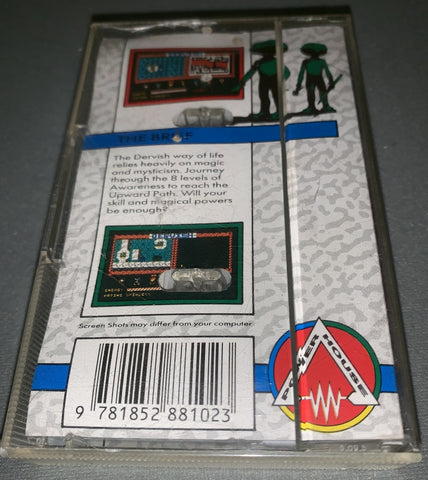 THE BRIEF
The Dervish way of life
relies heavily on magic
and mysticism. Journey
through the 8 levels of
Awareness to reach the
Upward Path. Will your
skill and magical powers
be enough?
DERVISH
Screen Shots may differ from your computer
POWER HOUSE
9 781852 881023